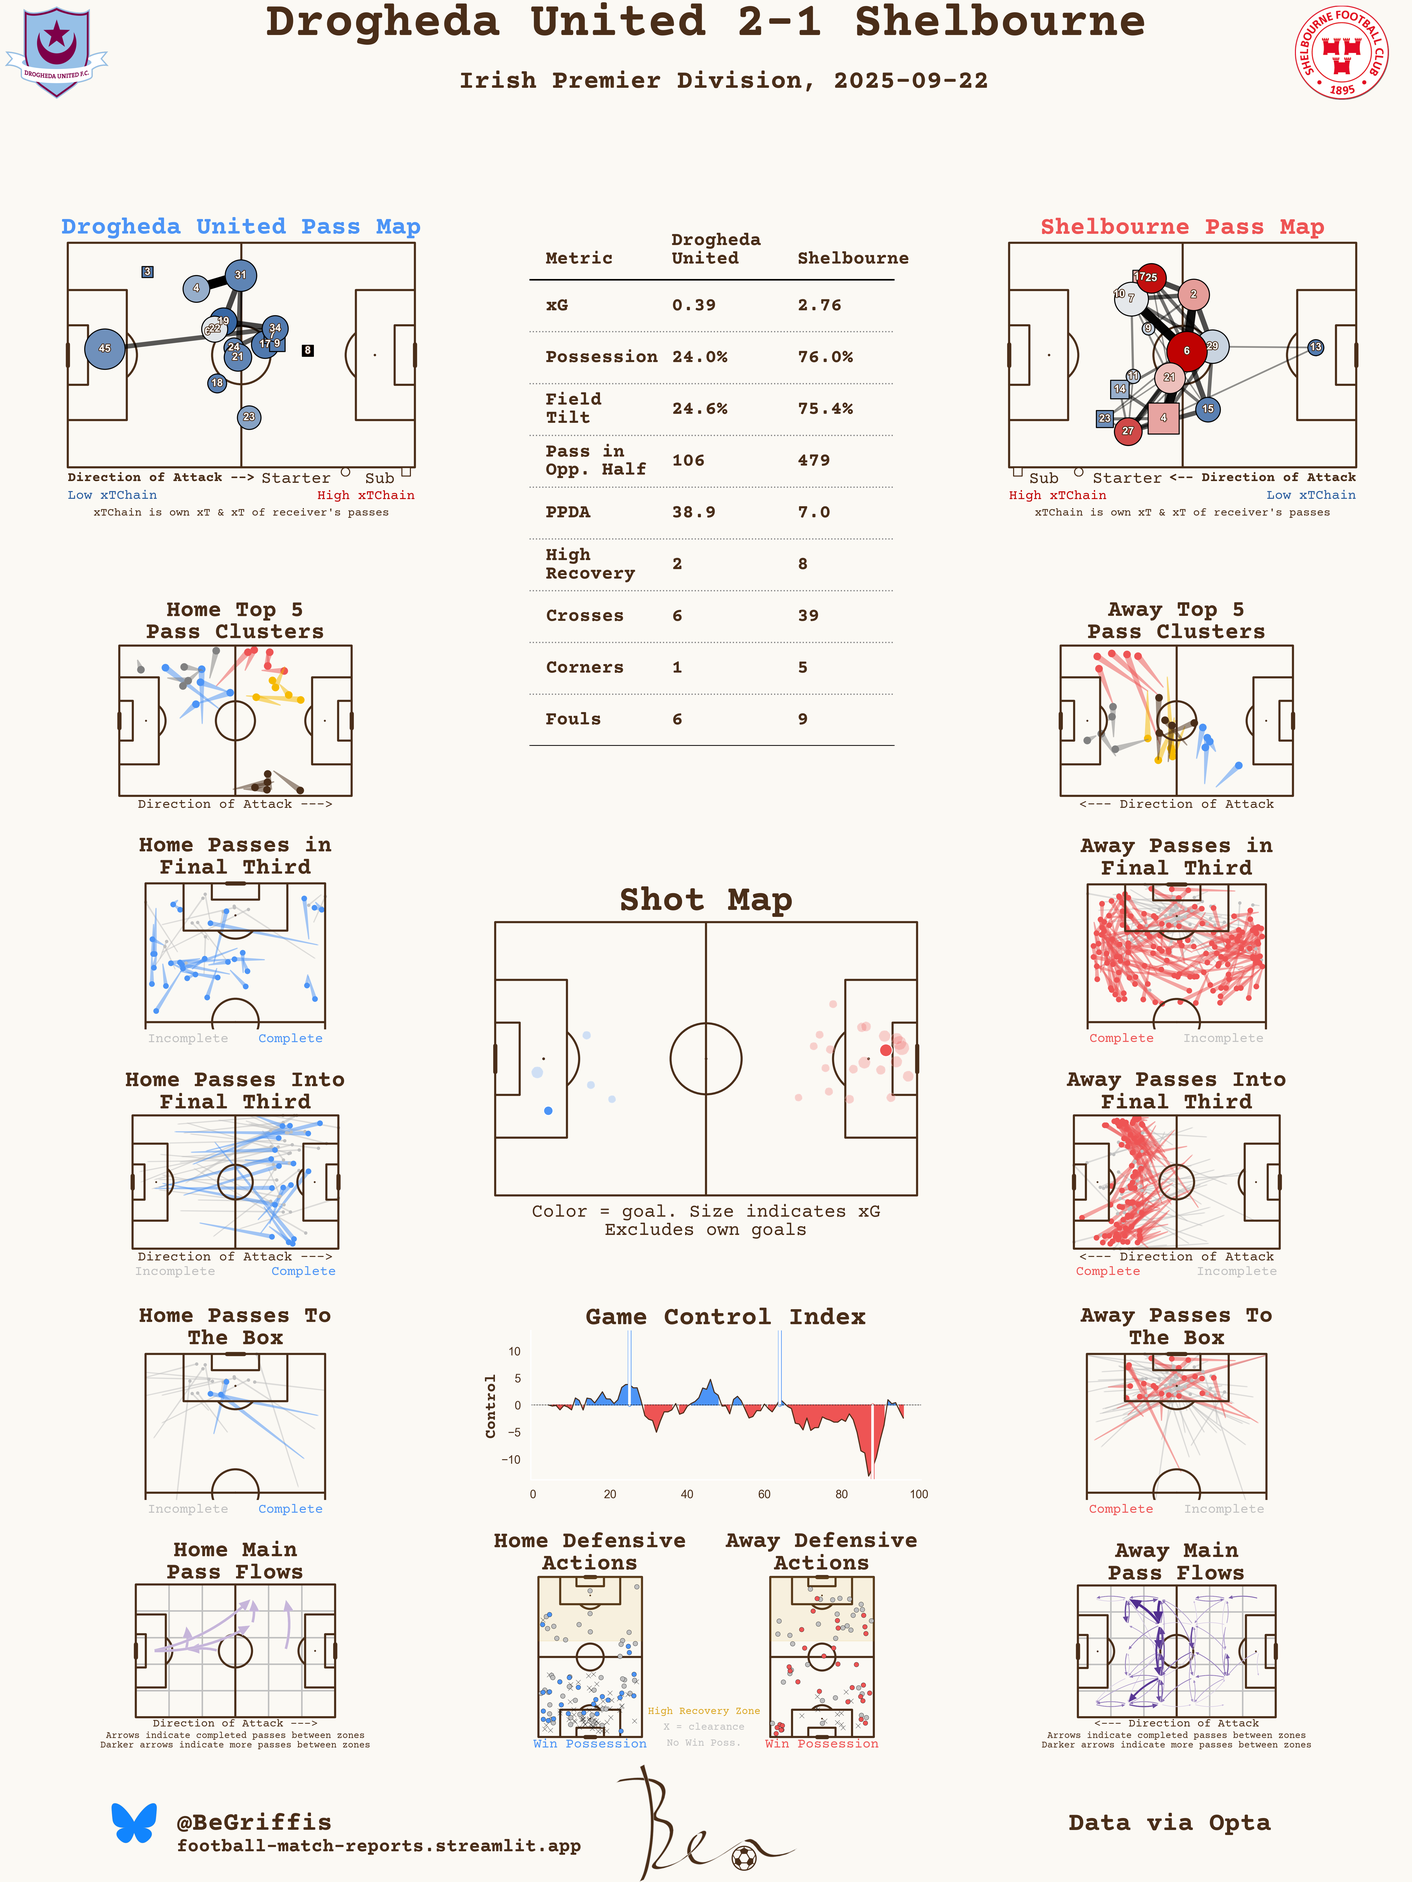 Drogheda United 2-1 Shelbourne
Irish Premier Division, 2025-09-22
DROGHEDA UNITED F.C.
SHELBOURNE FOOTBALL CLUB
1895
Drogheda United Pass Map
3
4
31
19
22
34
7
45
24
17
9
8
21
18
23
Direction of Attack --> Starter Sub
Low xTChain High xTChain
xTChain is own xT & xT of receiver's passes
Metric Drogheda United Shelbourne
xG 0.39 2.76
Possession 24.0% 76.0%
Field Tilt 24.6% 75.4%
Pass in Opp. Half 106 479
PPDA 38.9 7.0
High Recovery 2 8
Crosses 6 39
Corners 1 5
Fouls 6 9
Shelbourne Pass Map
17
25
10
7
2
9
6
29
13
11
21
14
23
4
15
27
Sub Starter <-- Direction of Attack
High xTChain Low xTChain
xTChain is own xT & xT of receiver's passes
Home Top 5
Pass Clusters
Direction of Attack --->
Away Top 5
Pass Clusters
<--- Direction of Attack
Home Passes in
Final Third
Incomplete Complete
Away Passes in
Final Third
Complete Incomplete
Shot Map
Color = goal. Size indicates xG
Excludes own goals
Home Passes Into
Final Third
Direction of Attack --->
Incomplete Complete
Away Passes Into
Final Third
<--- Direction of Attack
Complete Incomplete
Home Passes To
The Box
Incomplete Complete
Game Control Index
Control
10
5
0
−5
−10
0 20 40 60 80 100
Away Passes To
The Box
Complete Incomplete
Home Main
Pass Flows
Direction of Attack --->
Arrows indicate completed passes between zones
Darker arrows indicate more passes between zones
Home Defensive
Actions
Win Possession
High Recovery Zone
X = clearance
No Win Poss.
Away Defensive
Actions
Win Possession
Away Main
Pass Flows
<--- Direction of Attack
Arrows indicate completed passes between zones
Darker arrows indicate more passes between zones
@BeGriffis
football-match-reports.streamlit.app
Ben
Data via Opta